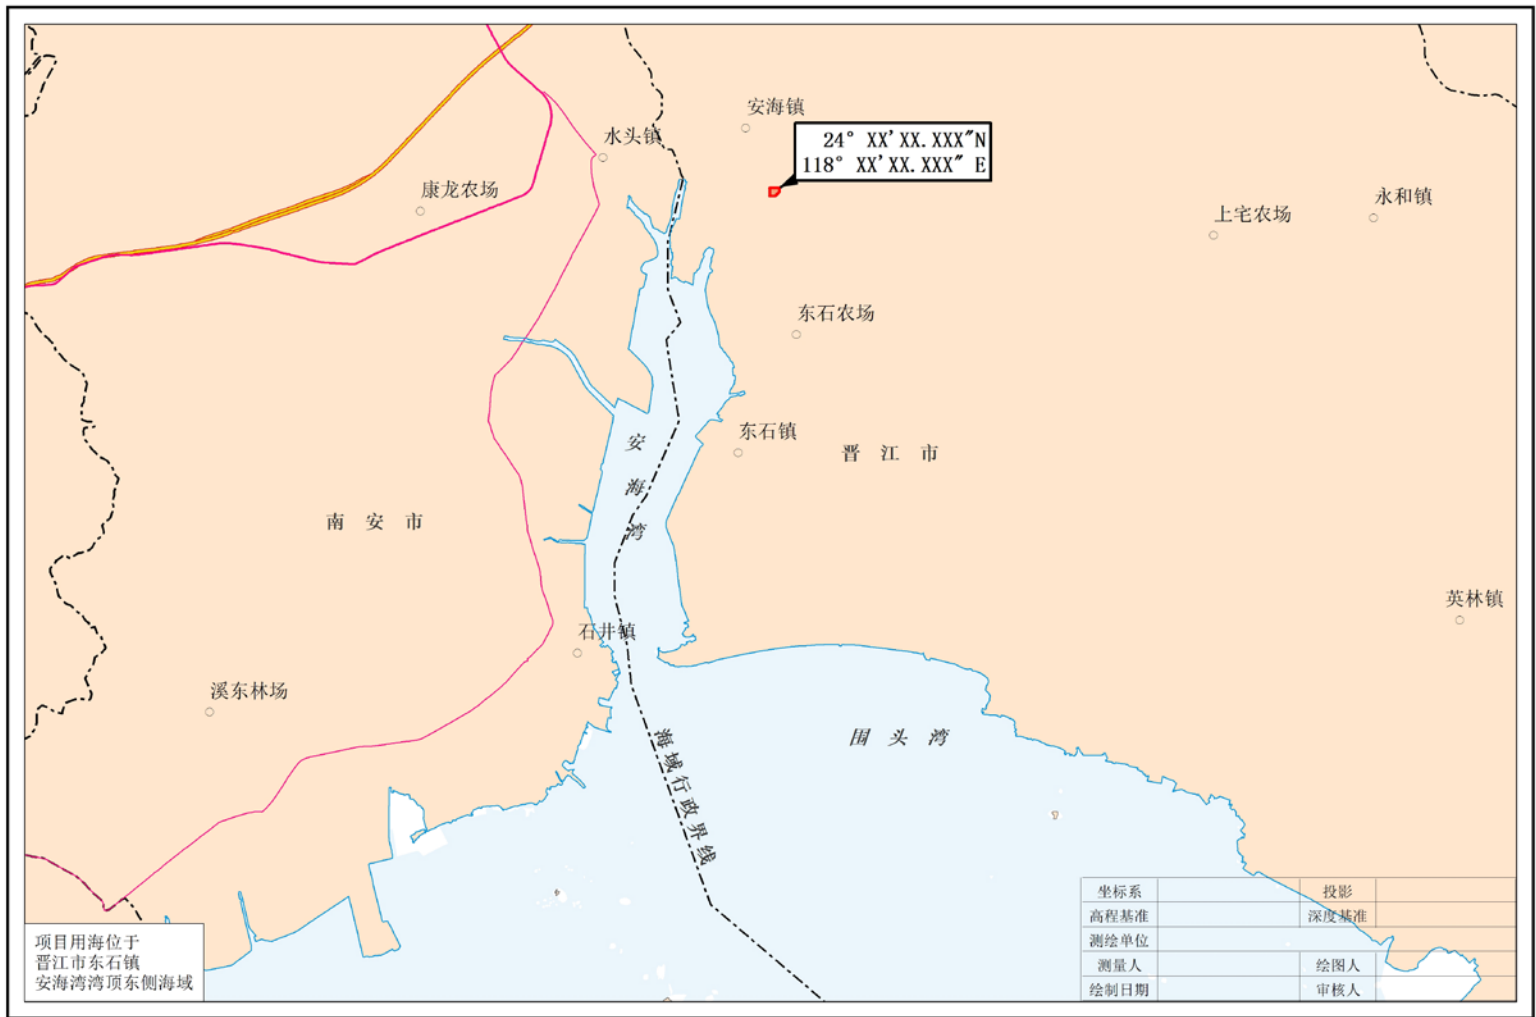 安海镇
水头镇
24° XX′XX.XXX″N
118° XX′XX.XXX″ E
康龙农场
永和镇
上宅农场
东石农场
东石镇
安海湾
晋江市
南安市
英林镇
石井镇
溪东林场
围头湾
海域行政界线
坐标系 投影
高程基准 深度基准
测绘单位
测量人 绘图人
绘制日期 审核人
项目用海位于
晋江市东石镇
安海湾湾顶东侧海域